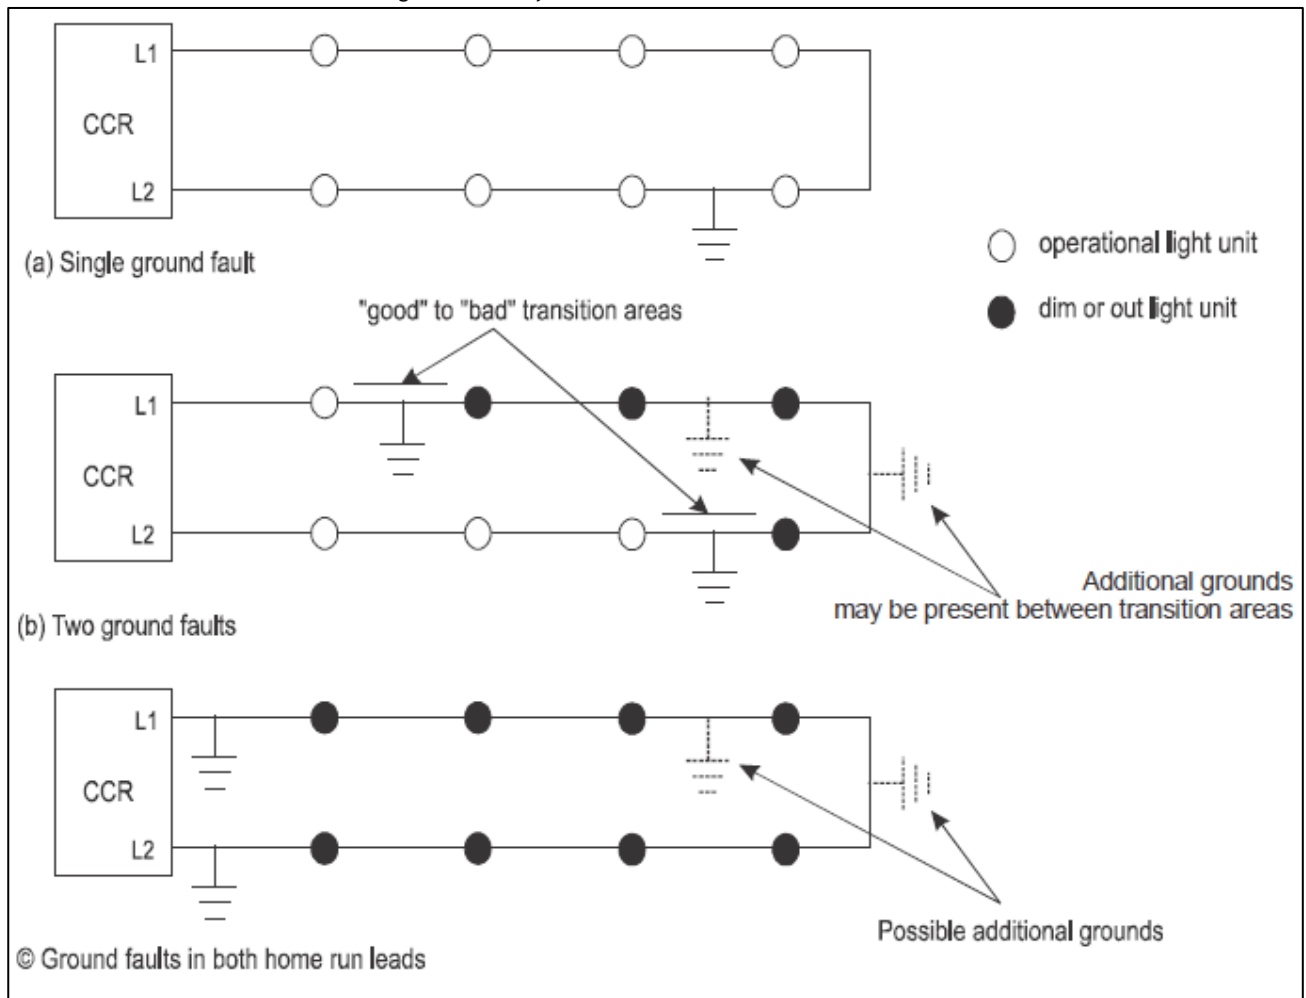 L1
CCR
L2
(a) Single ground fault
operational light unit
dim or out light unit
"good" to "bad" transition areas
L1
CCR
L2
Additional grounds
may be present between transition areas
(b) Two ground faults
L1
CCR
L2
Possible additional grounds
© Ground faults in both home run leads